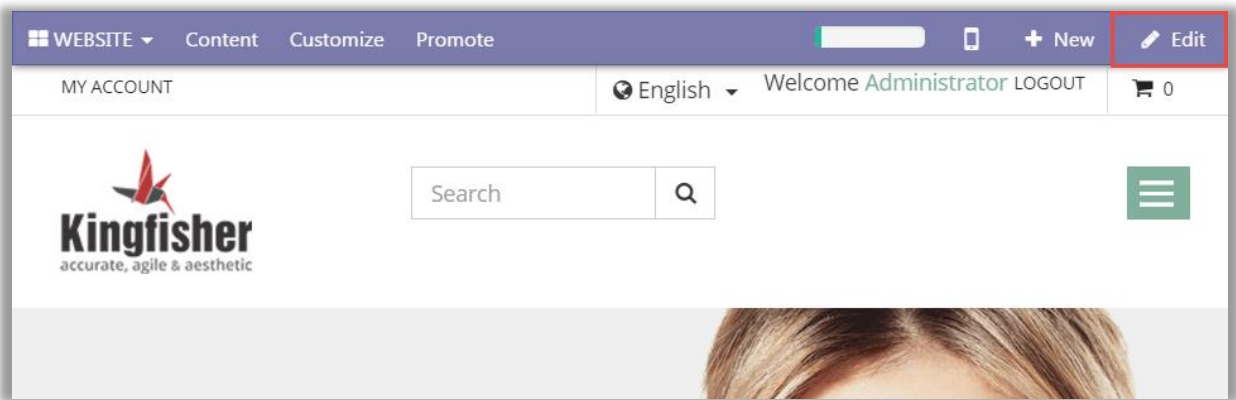 WEBSITE Content Customize Promote + New Edit
MY ACCOUNT English Welcome Administrator LOGOUT 0
Search
Kingfisher
accurate, agile & aesthetic